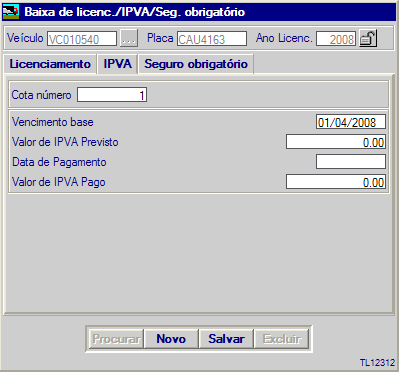 Baixa de licenc./IPVA/Seg. obrigatório
Veículo VC010540 ... Placa CAU4163 Ano Licenc. 2008
Licenciamento IPVA Seguro obrigatório
Cota número 1
Vencimento base 01/04/2008
Valor de IPVA Previsto 0.00
Data de Pagamento
Valor de IPVA Pago 0.00
Procurar Novo Salvar Excluir
TL12312